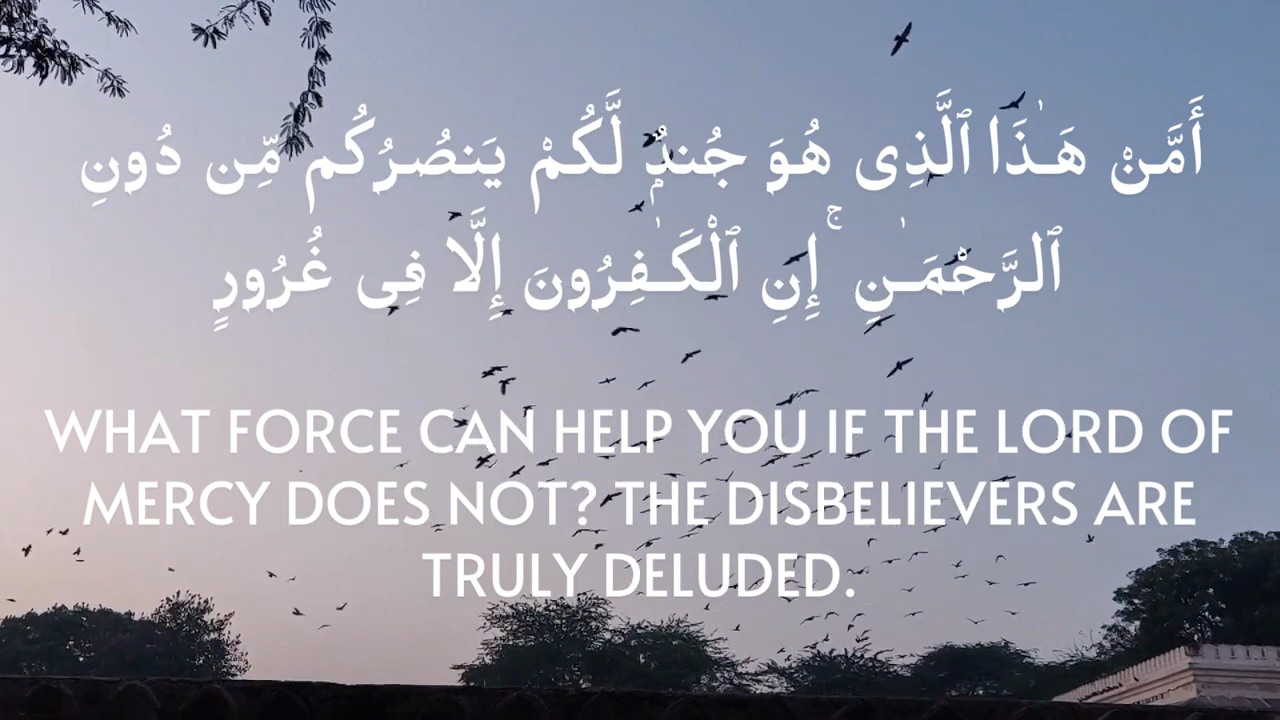 أَمَّنْ هَـٰذَا ٱلَّذِى هُوَ جُندٌۭ لَّكُمْ يَنصُرُكُم مِّن دُونِ
ٱلرَّحْمَـٰنِ ۚ إِنِ ٱلْكَـٰفِرُونَ إِلَّا فِى غُرُورٍ
WHAT FORCE CAN HELP YOU IF THE LORD OF
MERCY DOES NOT? THE DISBELIEVERS ARE
TRULY DELUDED.